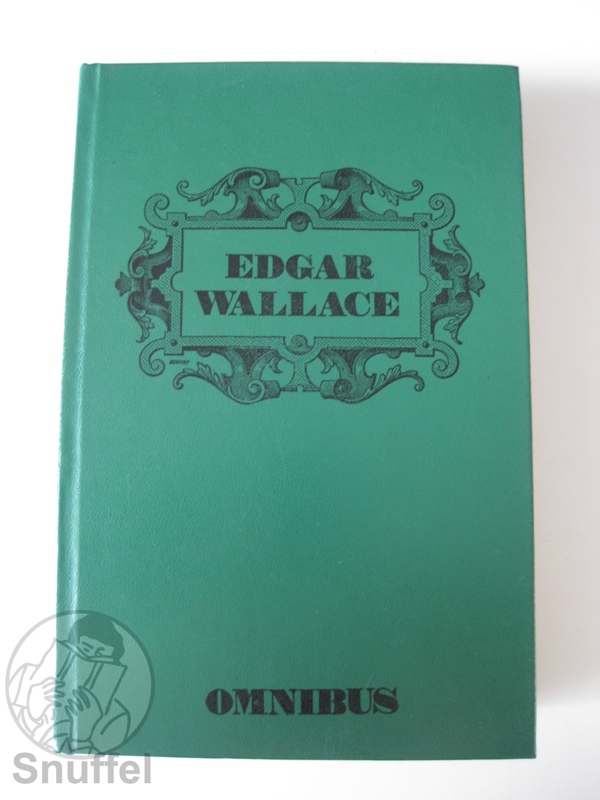 EDGAR
WALLACE
OMNIBUS
Snuffel